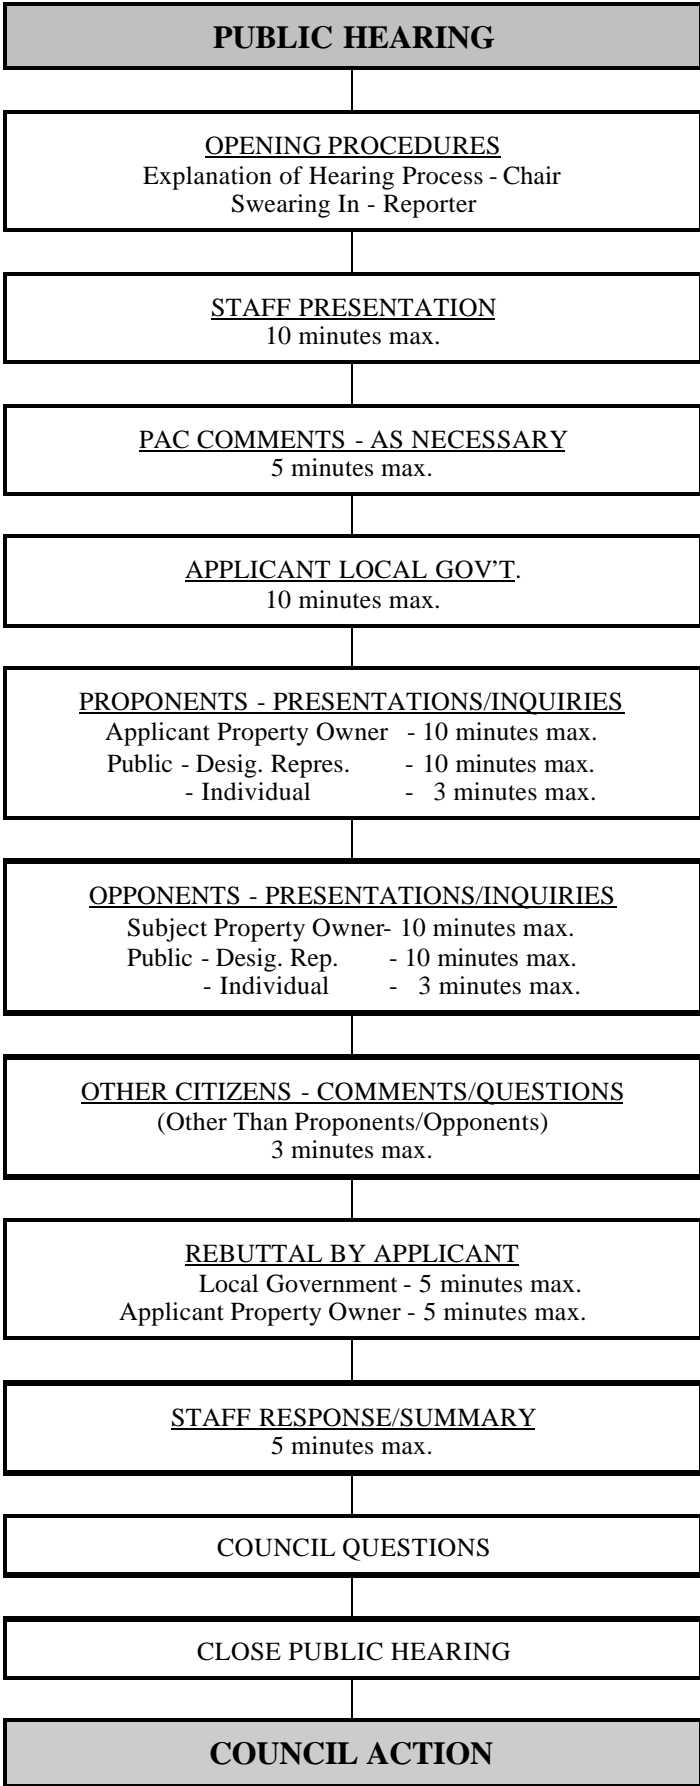 PUBLIC HEARING
OPENING PROCEDURES
Explanation of Hearing Process - Chair
Swearing In - Reporter
STAFF PRESENTATION
10 minutes max.
PAC COMMENTS - AS NECESSARY
5 minutes max.
APPLICANT LOCAL GOV'T.
10 minutes max.
PROPONENTS - PRESENTATIONS/INQUIRIES
Applicant Property Owner - 10 minutes max.
Public - Desig. Repres. - 10 minutes max.
- Individual - 3 minutes max.
OPPONENTS - PRESENTATIONS/INQUIRIES
Subject Property Owner- 10 minutes max.
Public - Desig. Rep. - 10 minutes max.
- Individual - 3 minutes max.
OTHER CITIZENS - COMMENTS/QUESTIONS
(Other Than Proponents/Opponents)
3 minutes max.
REBUTTAL BY APPLICANT
Local Government - 5 minutes max.
Applicant Property Owner - 5 minutes max.
STAFF RESPONSE/SUMMARY
5 minutes max.
COUNCIL QUESTIONS
CLOSE PUBLIC HEARING
COUNCIL ACTION